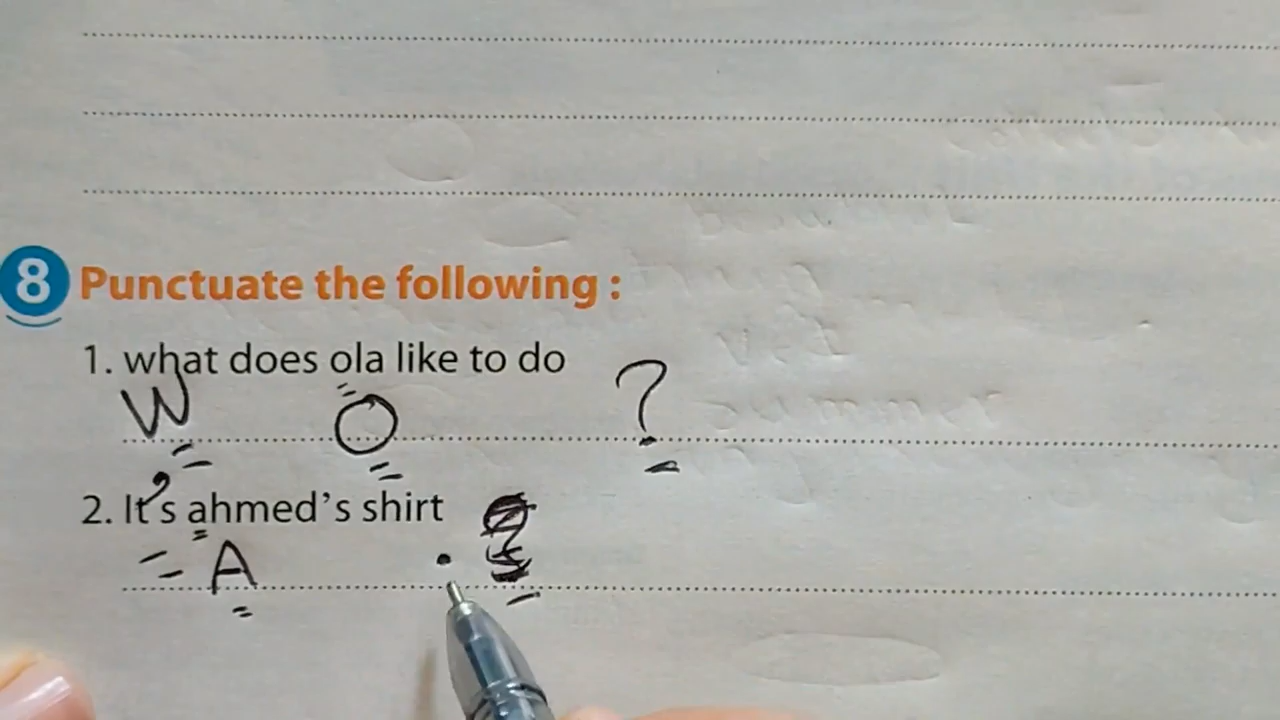 8 Punctuate the following :
1. what does ola like to do
W O ?
2. It's ahmed's shirt
A .